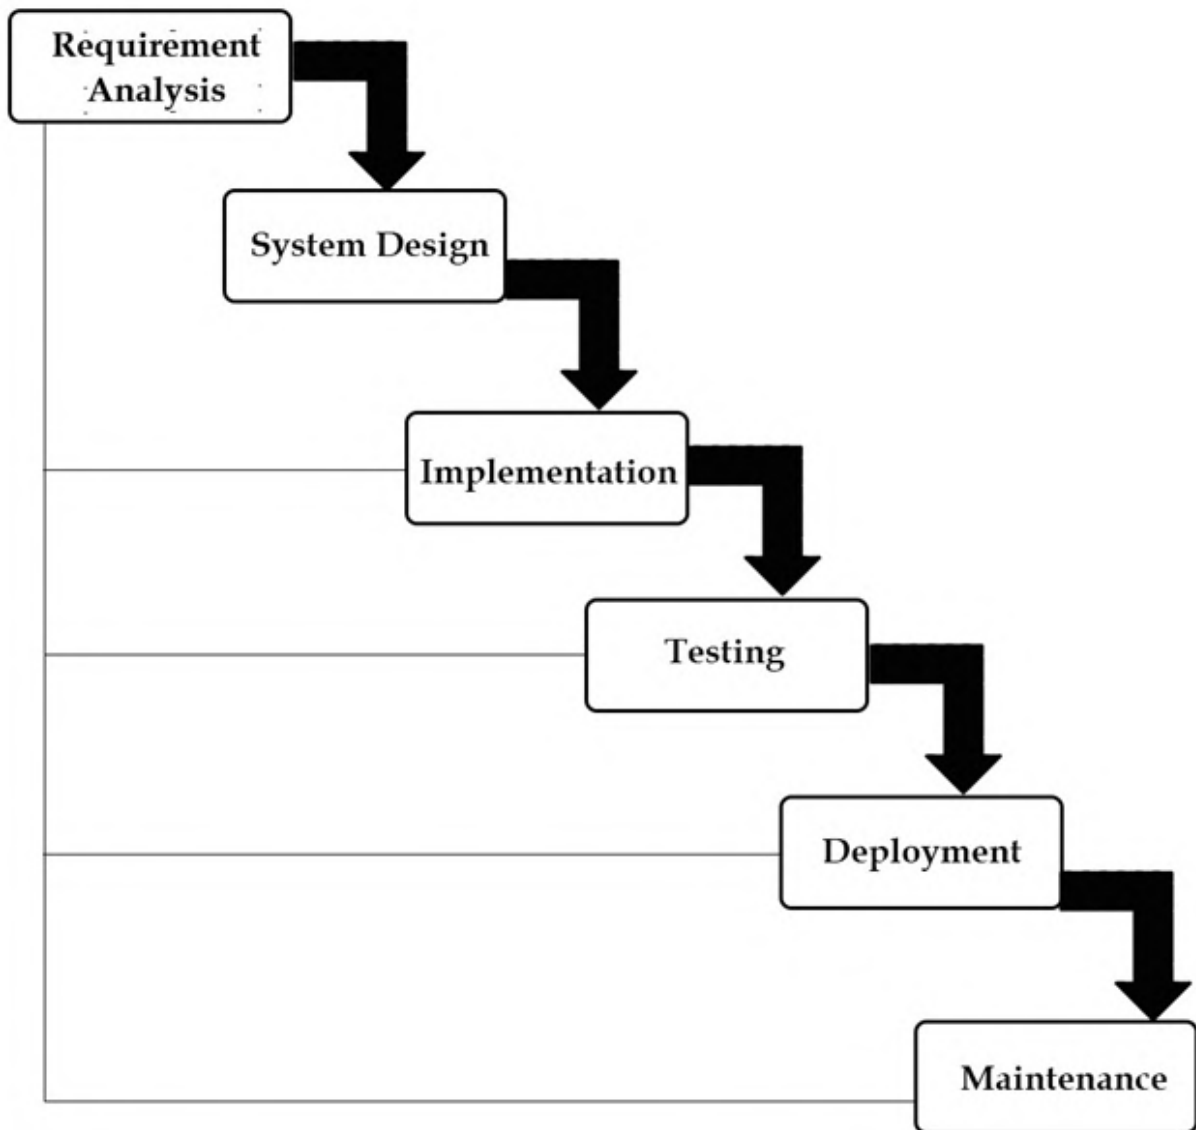 Requirement
Analysis
System Design
Implementation
Testing
Deployment
Maintenance